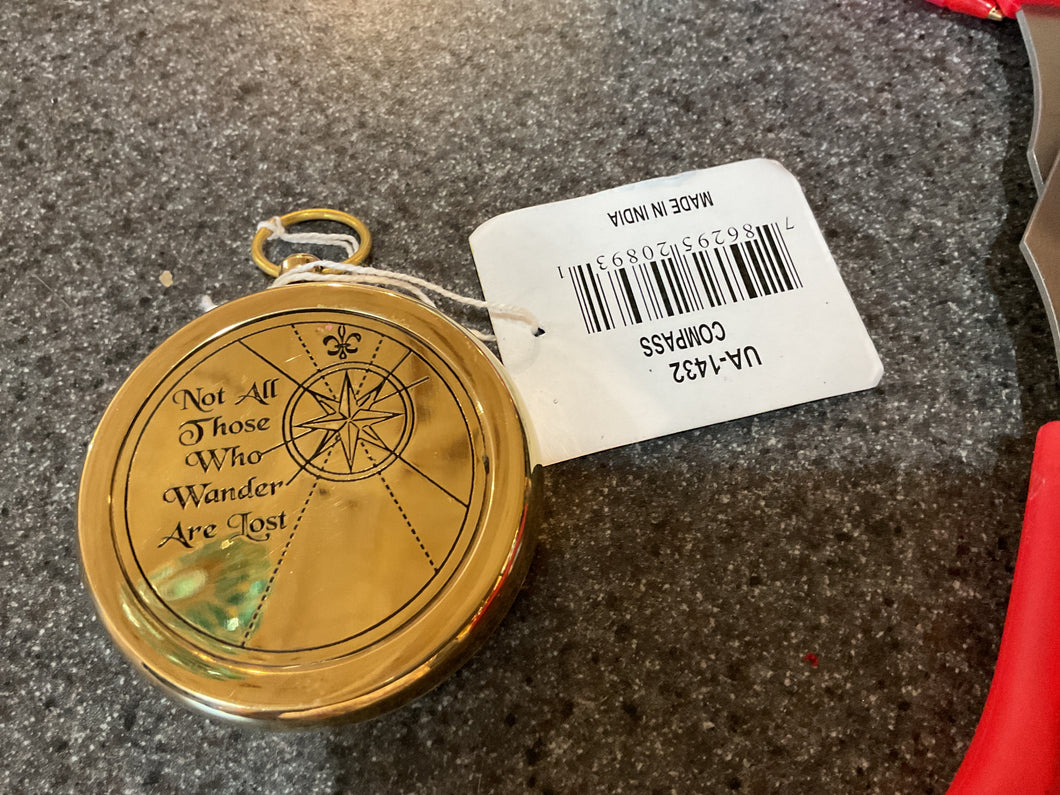 Not All
Those
Who
Wander
Are Lost
UA-1432
COMPASS
7 86295 20893 1
MADE IN INDIA